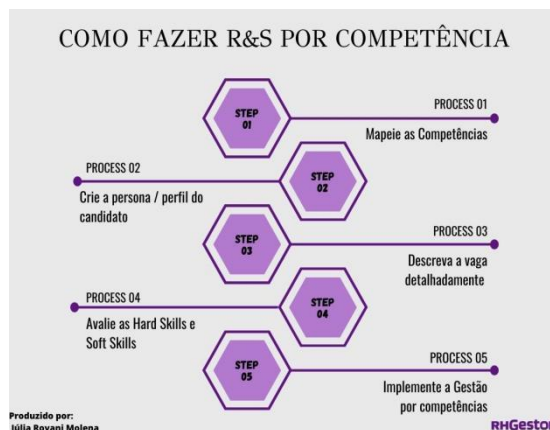 COMO FAZER R&S POR COMPETÊNCIA
STEP
01
PROCESS 01
Mapeie as Competências
PROCESS 02
Crie a persona / perfil do
candidato
STEP
02
STEP
03
PROCESS 03
Descreva a vaga
detalhadamente
PROCESS 04
Avalie as Hard Skills e
Soft Skills
STEP
04
STEP
05
PROCESS 05
Implemente a Gestão
por competências
Produzido por:
Júlia Rovani Molena
RHGestor